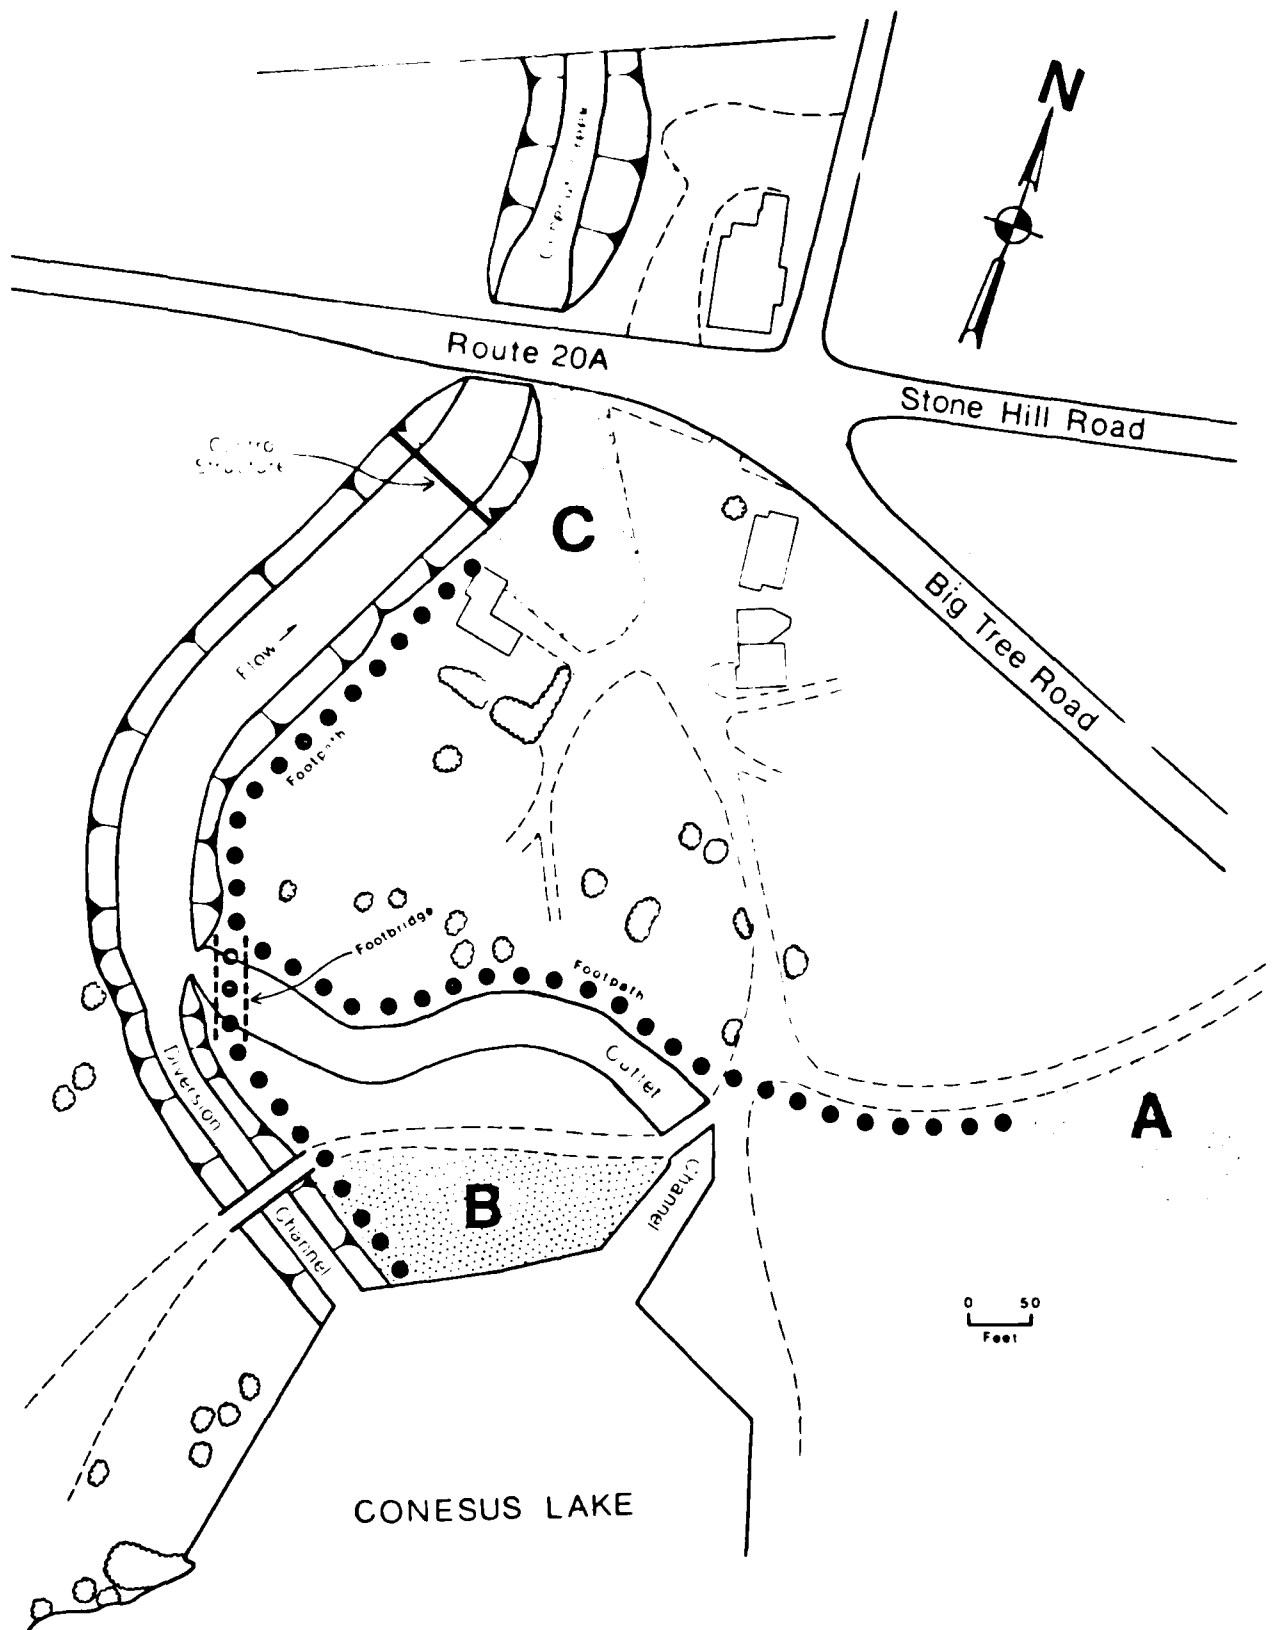 N
Route 20A
Stone Hill Road
Structure
C
Big Tree Road
Flow
Footpath
Footbridge
Footpath
Outlet
Diversion
Channel
A
B
Channel
0 50
Feet
CONESUS LAKE